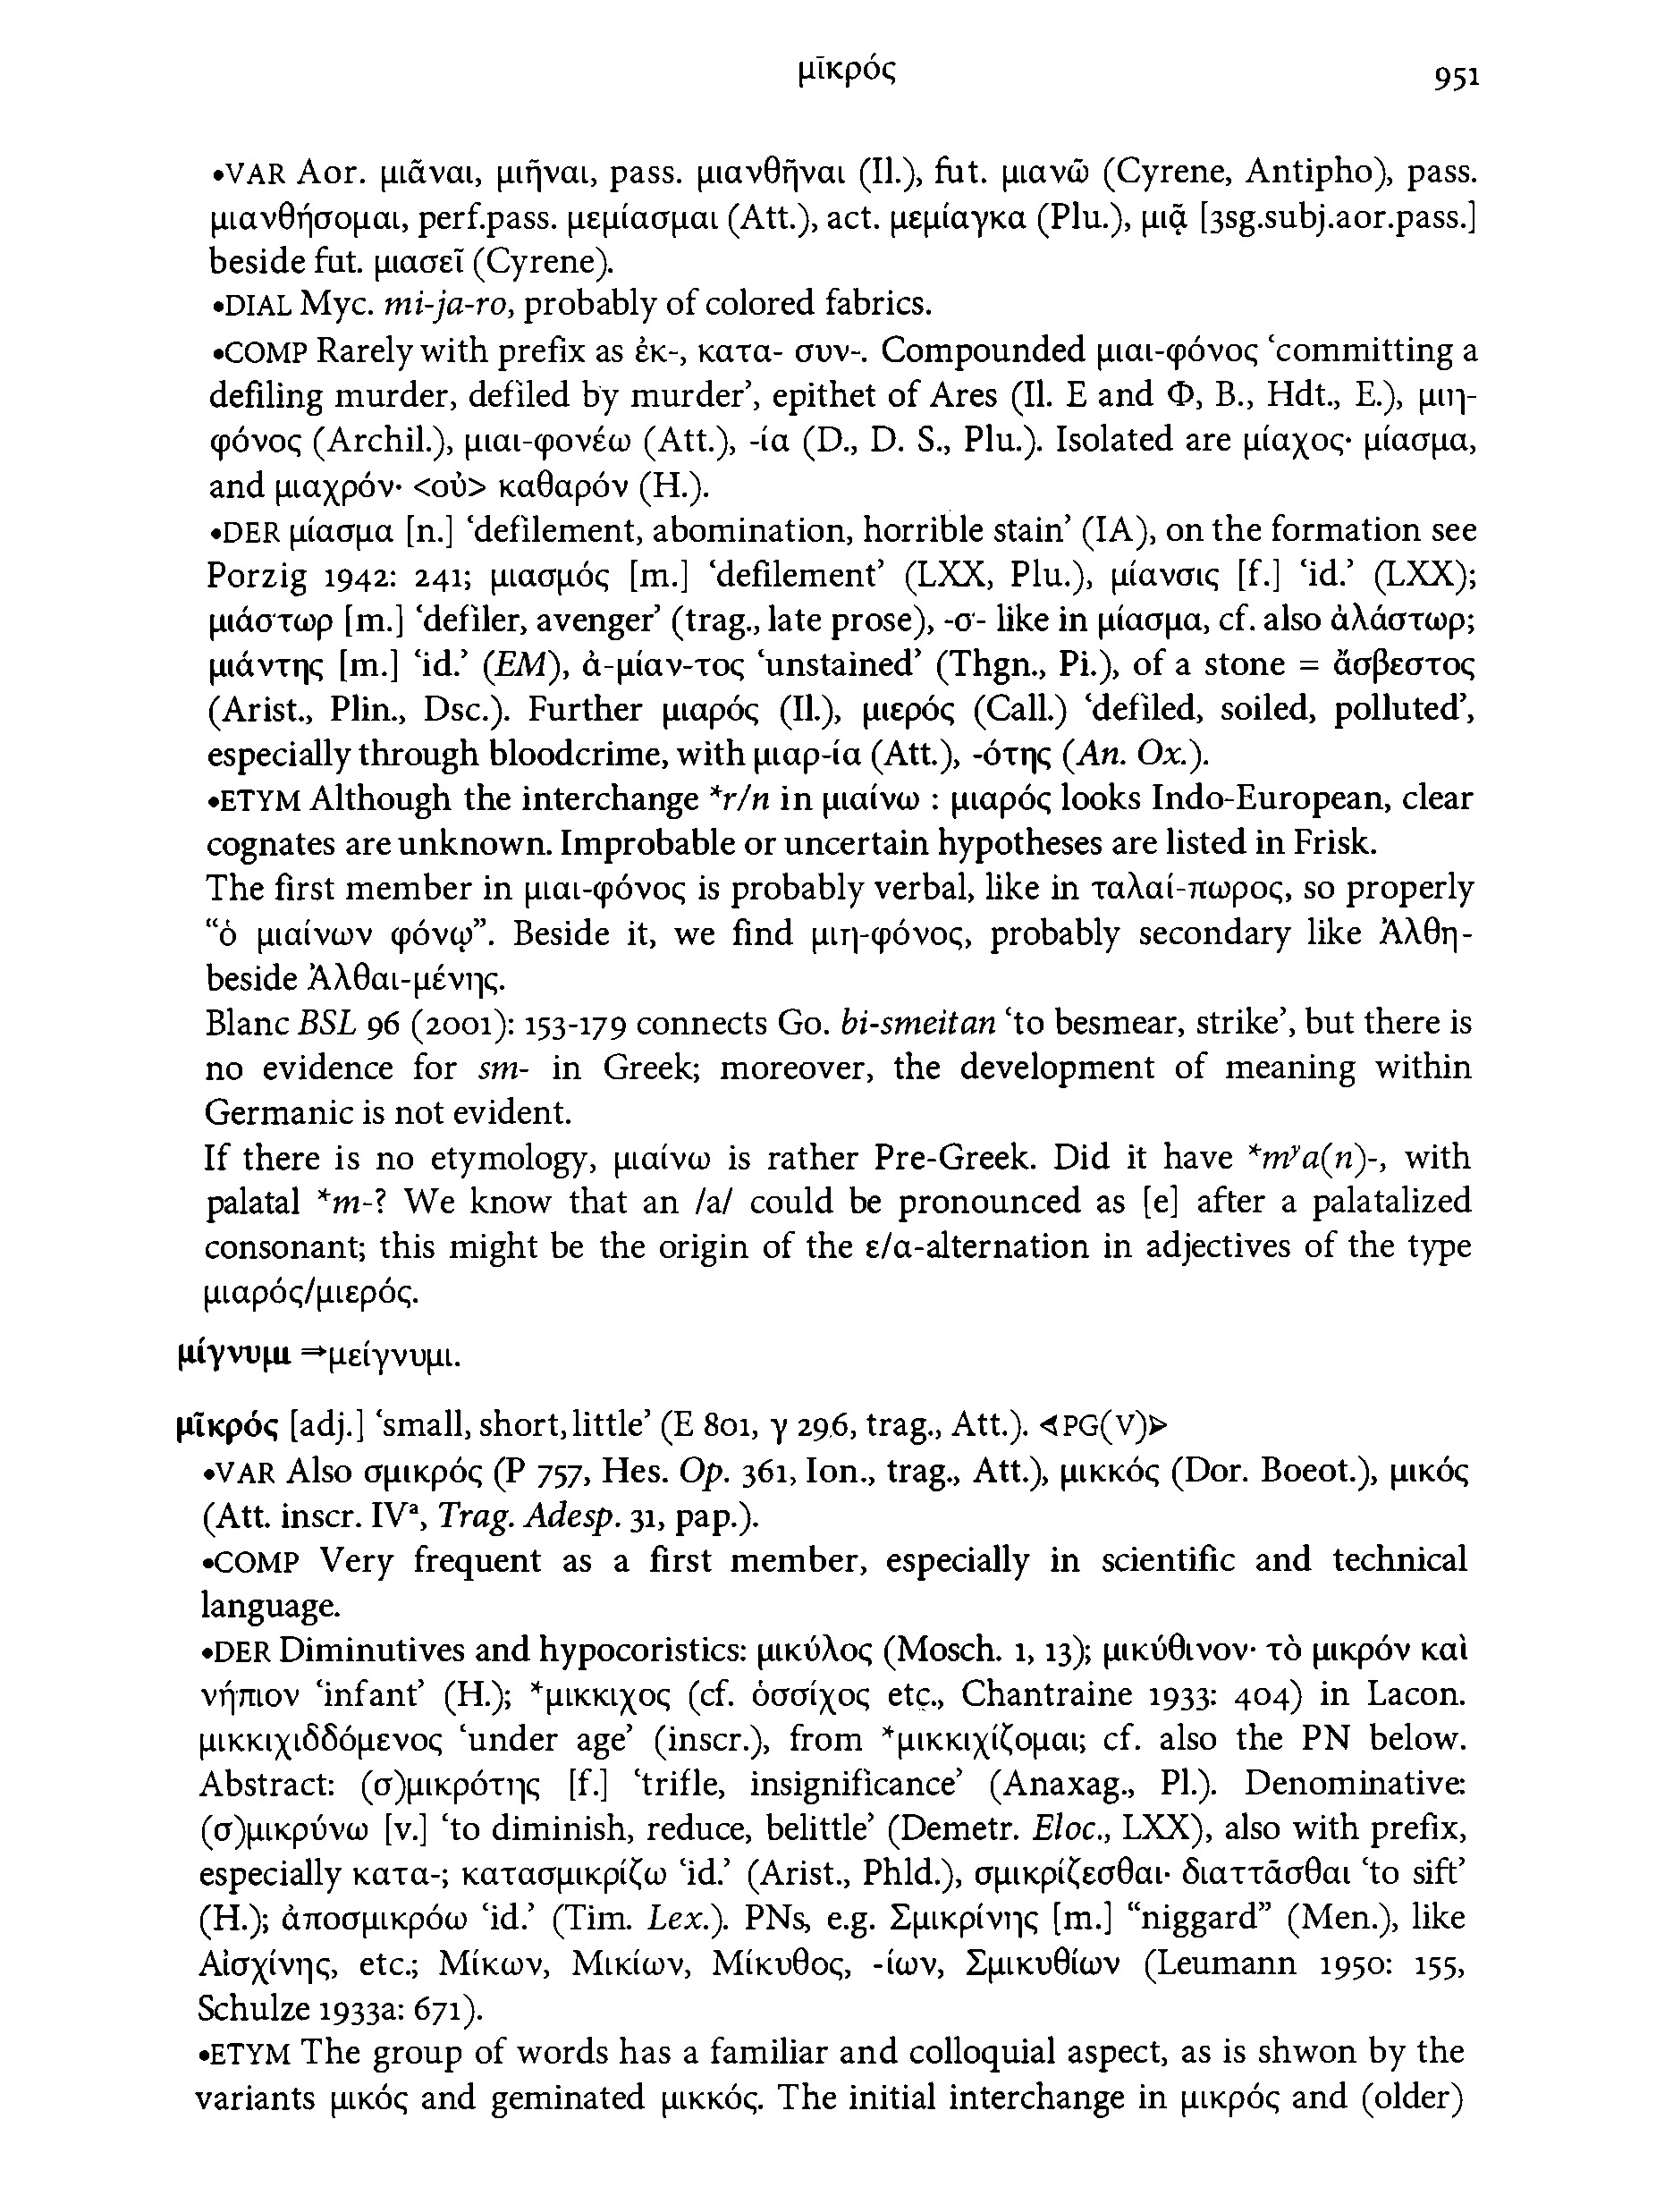 μῑκρός
951
•VAR Aor. μιᾶναι, μιῆναι, pass. μιανθῆναι (Il.), fut. μιανῶ (Cyrene, Antipho), pass.
μιανθήσομαι, perf.pass. μεμίασμαι (Att.), act. μεμίαγκα (Plu.), μιᾷ [3sg.subj.aor.pass.]
beside fut. μιασεῖ (Cyrene).
•DIAL Myc. mi-ja-ro, probably of colored fabrics.
•COMP Rarely with prefix as ἐκ-, κατα- συν-. Compounded μιαι-φόνος ‘committing a
defiling murder, defiled by murder’, epithet of Ares (Il. E and Φ, B., Hdt., E.), μιη-
φόνος (Archil.), μιαι-φονέω (Att.), -ία (D., D. S., Plu.). Isolated are μίαχος· μίασμα,
and μιαχρόν· <οὐ> καθαρόν (H.).
•DER μίασμα [n.] ‘defilement, abomination, horrible stain’ (IA), on the formation see
Porzig 1942: 241; μιασμός [m.] ‘defilement’ (LXX, Plu.), μίανσις [f.] ‘id.’ (LXX);
μιάστωρ [m.] ‘defiler, avenger’ (trag., late prose), -σ- like in μίασμα, cf. also ἀλάστωρ;
μιάντης [m.] ‘id.’ (EM), ἀ-μίαν-τος ‘unstained’ (Thgn., Pi.), of a stone = ἄσβεστος
(Arist., Plin., Dsc.). Further μιαρός (Il.), μιερός (Call.) ‘defiled, soiled, polluted’,
especially through bloodcrime, with μιαρ-ία (Att.), -ότης (An. Ox.).
•ETYM Although the interchange *r/n in μιαίνω : μιαρός looks Indo-European, clear
cognates are unknown. Improbable or uncertain hypotheses are listed in Frisk.
The first member in μιαι-φόνος is probably verbal, like in ταλαί-πωρος, so properly
“ὁ μιαίνων φόνῳ”. Beside it, we find μιη-φόνος, probably secondary like Ἀλθη-
beside Ἀλθαι-μένης.
Blanc BSL 96 (2001): 153-179 connects Go. bi-smeitan ‘to besmear, strike’, but there is
no evidence for sm- in Greek; moreover, the development of meaning within
Germanic is not evident.
If there is no etymology, μιαίνω is rather Pre-Greek. Did it have *mʸa(n)-, with
palatal *m-? We know that an /a/ could be pronounced as [e] after a palatalized
consonant; this might be the origin of the ε/α-alternation in adjectives of the type
μιαρός/μιερός.
μίγνυμι ⇒μείγνυμι.
μῑκρός [adj.] ‘small, short, little’ (E 801, γ 296, trag., Att.). ◁PG(V)▷
•VAR Also σμικρός (P 757, Hes. Op. 361, Ion., trag., Att.), μικκός (Dor. Boeot.), μικός
(Att. inscr. IVª, Trag. Adesp. 31, pap.).
•COMP Very frequent as a first member, especially in scientific and technical
language.
•DER Diminutives and hypocoristics: μικύλος (Mosch. 1, 13); μικύθινον· τὸ μικρόν καὶ
νήπιον ‘infant’ (H.); *μικκιχος (cf. ὁσσίχος etc., Chantraine 1933: 404) in Lacon.
μικκιχιδδόμενος ‘under age’ (inscr.), from *μικκιχίζομαι; cf. also the PN below.
Abstract: (σ)μικρότης [f.] ‘trifle, insignificance’ (Anaxag., Pl.). Denominative:
(σ)μικρύνω [v.] ‘to diminish, reduce, belittle’ (Demetr. Eloc., LXX), also with prefix,
especially κατα-; κατασμικρίζω ‘id.’ (Arist., Phld.), σμικρίζεσθαι· διαττᾶσθαι ‘to sift’
(H.); ἀποσμικρόω ‘id.’ (Tim. Lex.). PNs, e.g. Σμικρίνης [m.] “niggard” (Men.), like
Αἰσχίνης, etc.; Μίκων, Μικίων, Μίκυθος, -ίων, Σμικυθίων (Leumann 1950: 155,
Schulze 1933a: 671).
•ETYM The group of words has a familiar and colloquial aspect, as is shwon by the
variants μικός and geminated μικκός. The initial interchange in μικρός and (older)